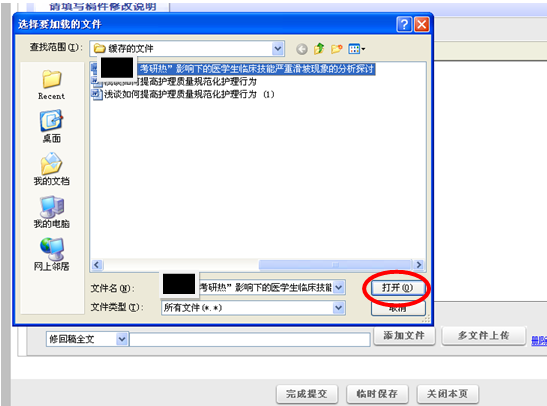 请填写稿件修改说明
选择要加载的文件
查找范围(I):
缓存的文件
考研热”影响下的医学生临床技能严重滑坡现象的分析探讨
浅谈如何提高护理质量规范化护理行为
浅谈如何提高护理质量规范化护理行为 (1)
Recent
桌面
我的文档
我的电脑
网上邻居
文件名(N):
考研热”影响下的医学生临床技能
打开(O)
文件类型(T):
所有文件(*.*)
取消
修回稿全文
添加文件
多文件上传
删除
完成提交
临时保存
关闭本页